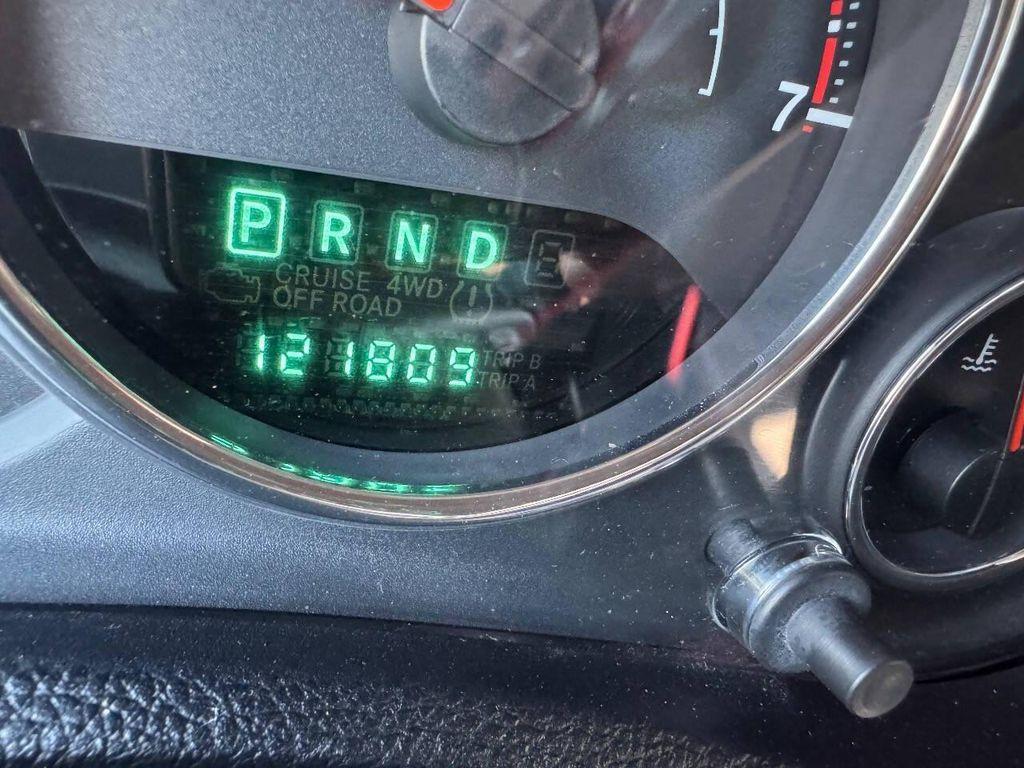 7
P R N D
CRUISE 4WD
OFF ROAD
121809
TRIP B
TRIP A